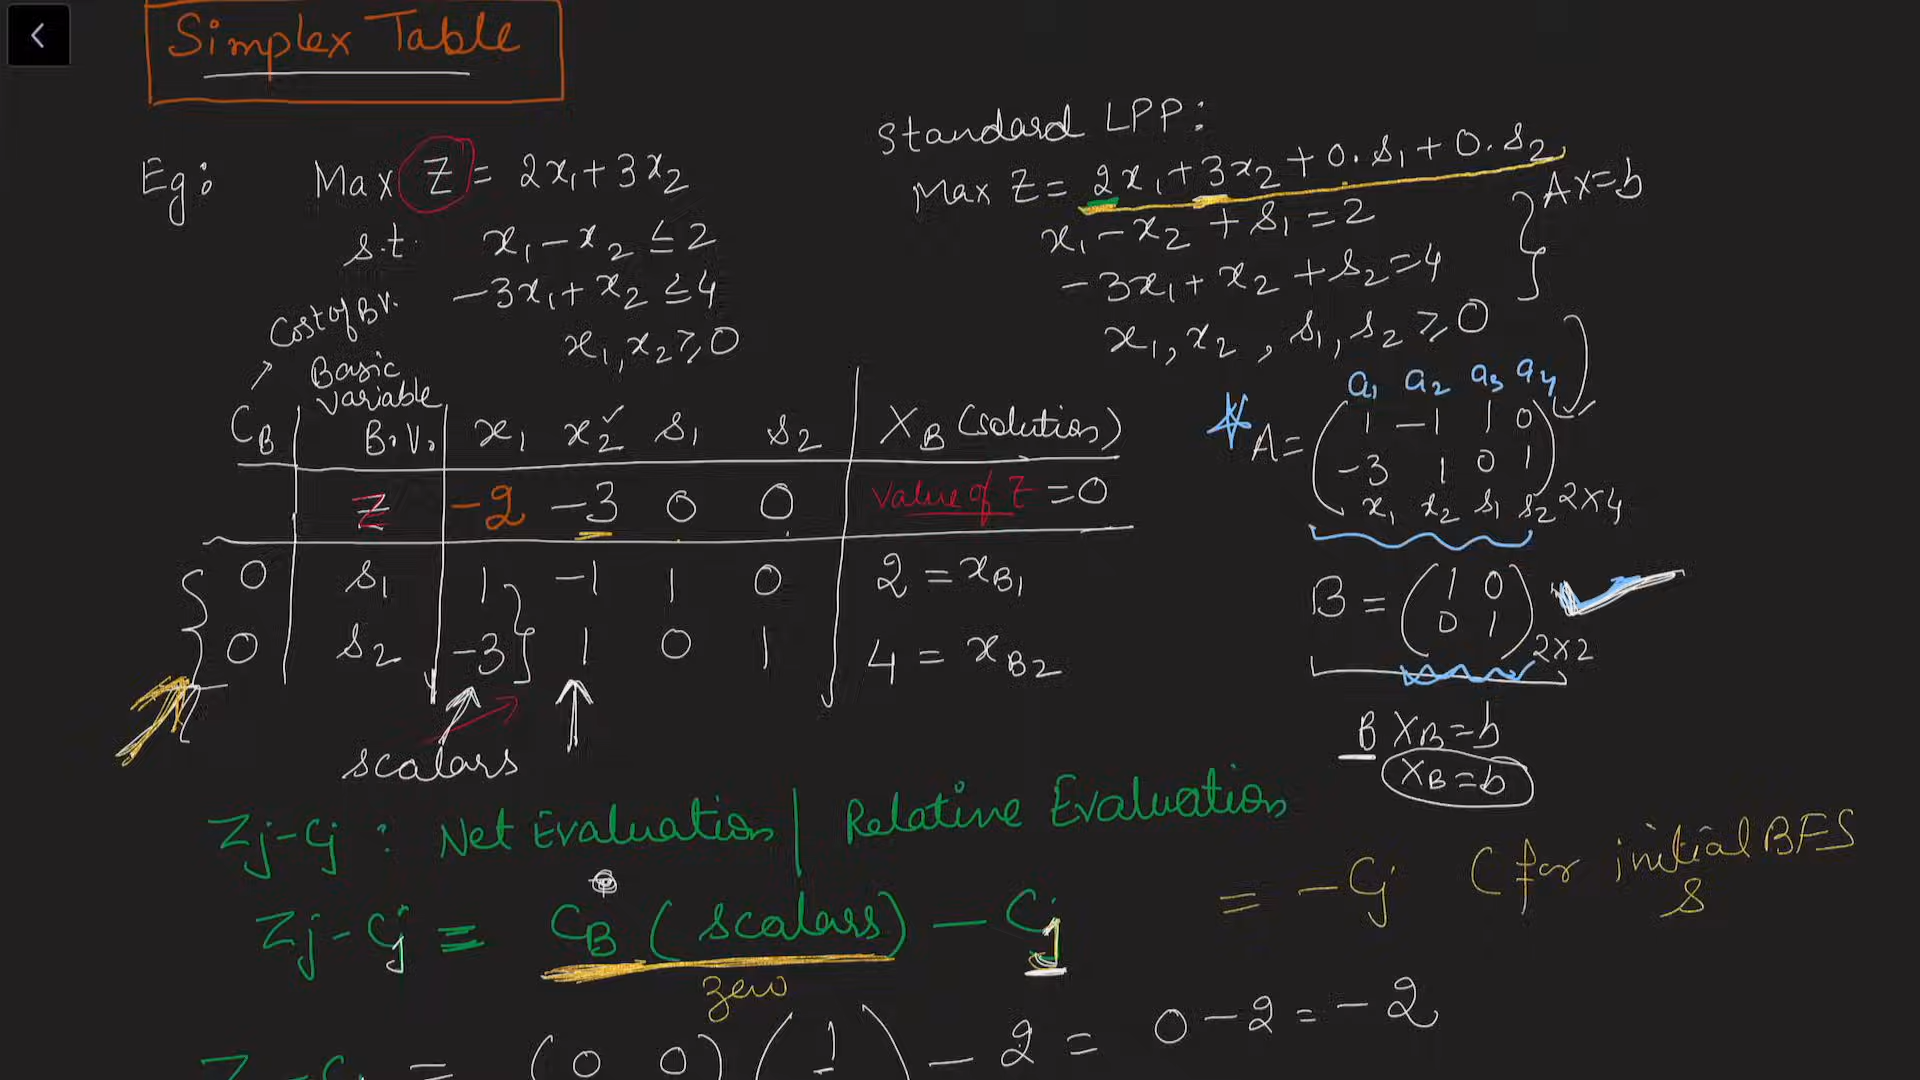 Simplex Table
Eg: Max Z = 2x₁+3x₂
s.t. x₁-x₂ ≤ 2
-3x₁+x₂ ≤ 4
x₁, x₂ ≥ 0
Standard LPP:
Max Z = 2x₁+3x₂+0.s₁+0.s₂
x₁-x₂+s₁=2
-3x₁+x₂+s₂=4
} Ax=b
x₁, x₂, s₁, s₂ ≥ 0
Cost of B.V.
Basic
Variable
C_B B.V. x₁ x₂ s₁ s₂ X_B (solution)
Z -2 -3 0 0 Value of Z = 0
0 s₁ 1 -1 1 0 2 = x_B₁
0 s₂ -3 1 0 1 4 = x_B₂
scalars
a₁ a₂ a₃ a₄
A = ( 1 -1 1 0
-3 1 0 1 )
x₁ x₂ s₁ s₂ 2×4
B = ( 1 0
0 1 ) 2×2
B X_B = b
X_B = b
Zj-Cj : Net Evaluation | Relative Evaluation
Zj-Cj = C_B (scalars) - Cj = -Cj (for initial BFS
s
zero
= (0 0) ( 1 - 2 = 0-2 = -2